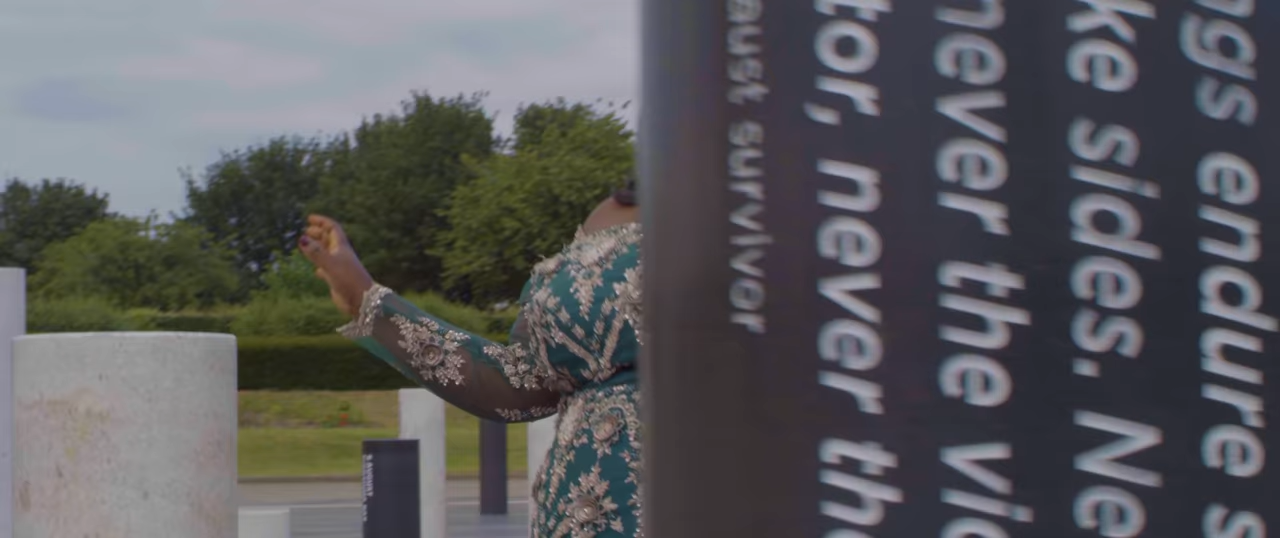 ngs endure s
ke sides. Ne
never the vic
tor, never the
aust survivor